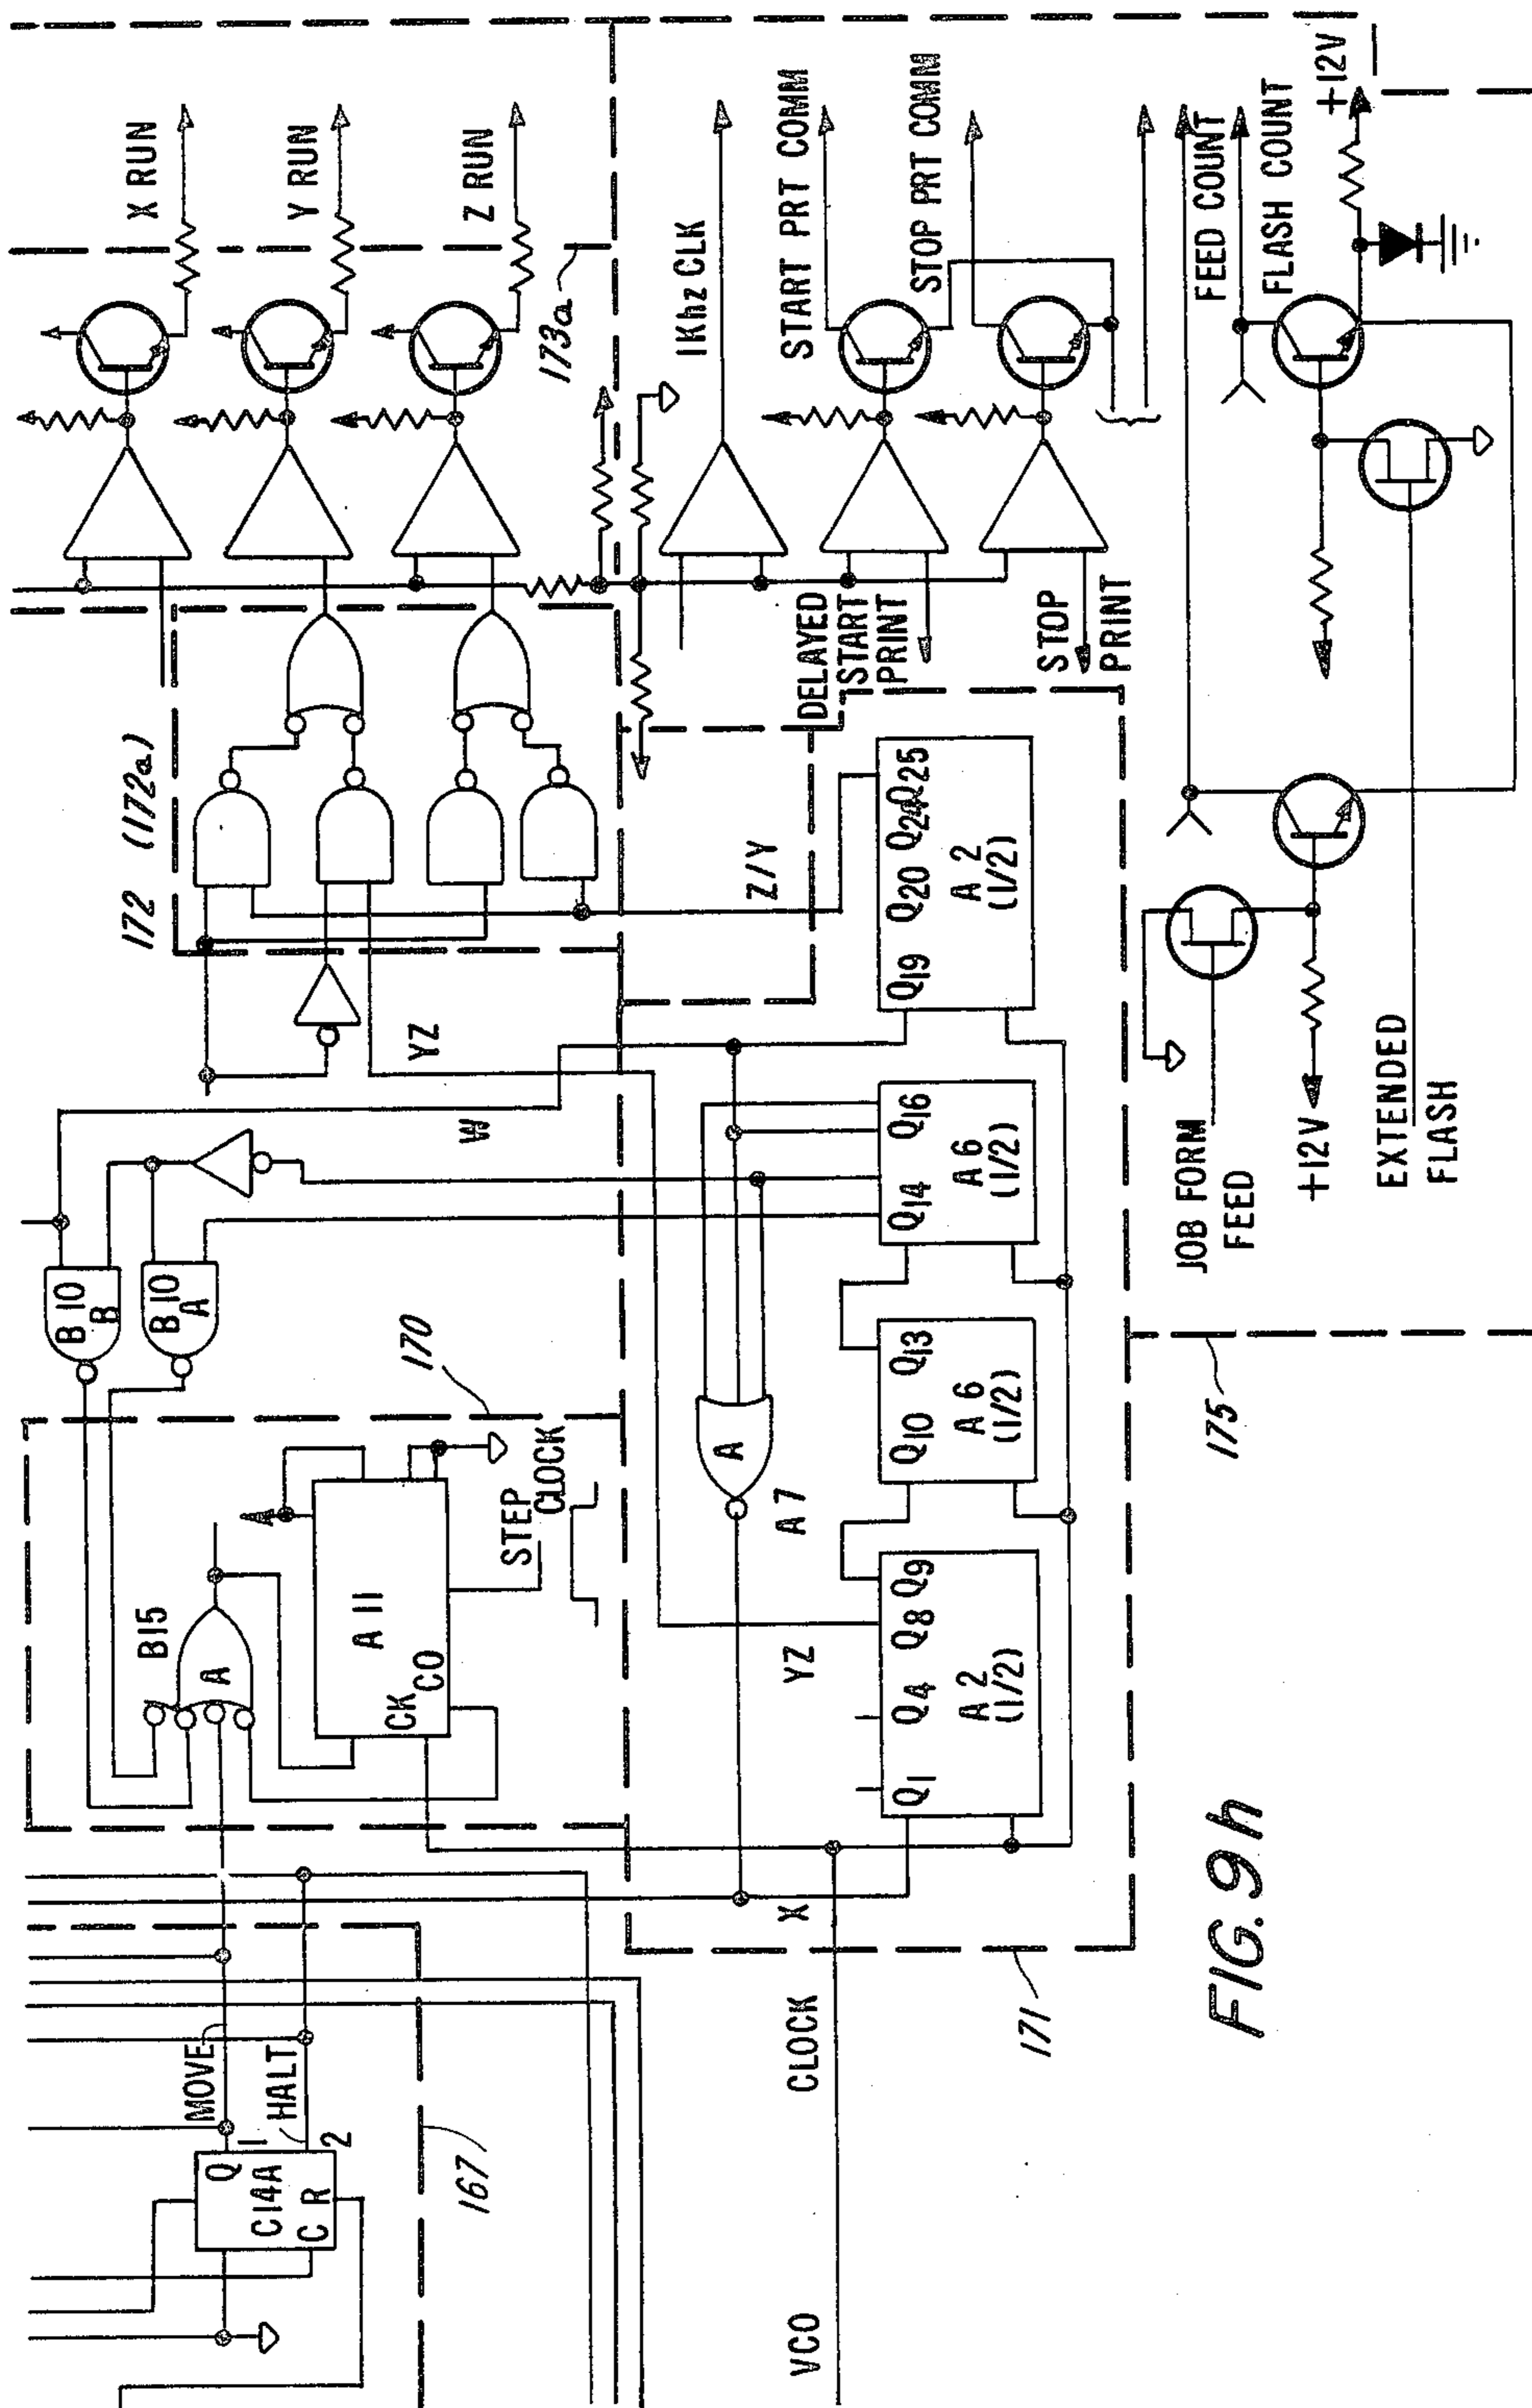 X RUN
Y RUN
Z RUN
173a
172 (172a)
1Khz CLK
START PRT COMM
STOP PRT COMM
DELAYED
START
PRINT
STOP
PRINT
FEED COUNT
FLASH COUNT
+12V
Z/Y
YZ
W
B 10
B
B 10
A
170
B15
A
A 11
CK
CO
STEP
CLOCK
A
A7
YZ
X
Q1 Q4 Q8 Q9
A 2
(1/2)
Q10 Q13
A 6
(1/2)
Q14 Q16
A 6
(1/2)
Q19 Q20 Q24 Q25
A 2
(1/2)
JOB FORM
FEED
+12V
EXTENDED
FLASH
175
171
MOVE
HALT
Q
1
2
C14A
C R
167
VCO CLOCK
FIG. 9h